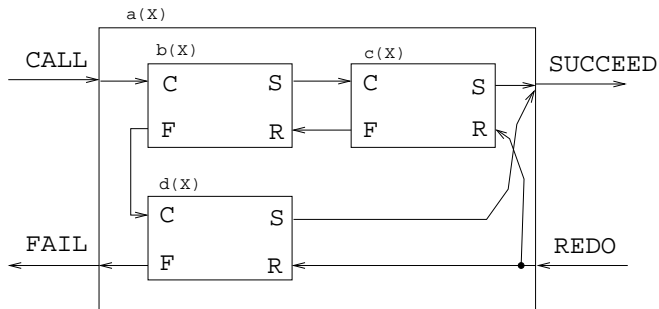 a(X)
b(X) c(X)
CALL SUCCEED
C S C S
F R F R
d(X)
C S
FAIL REDO
F R